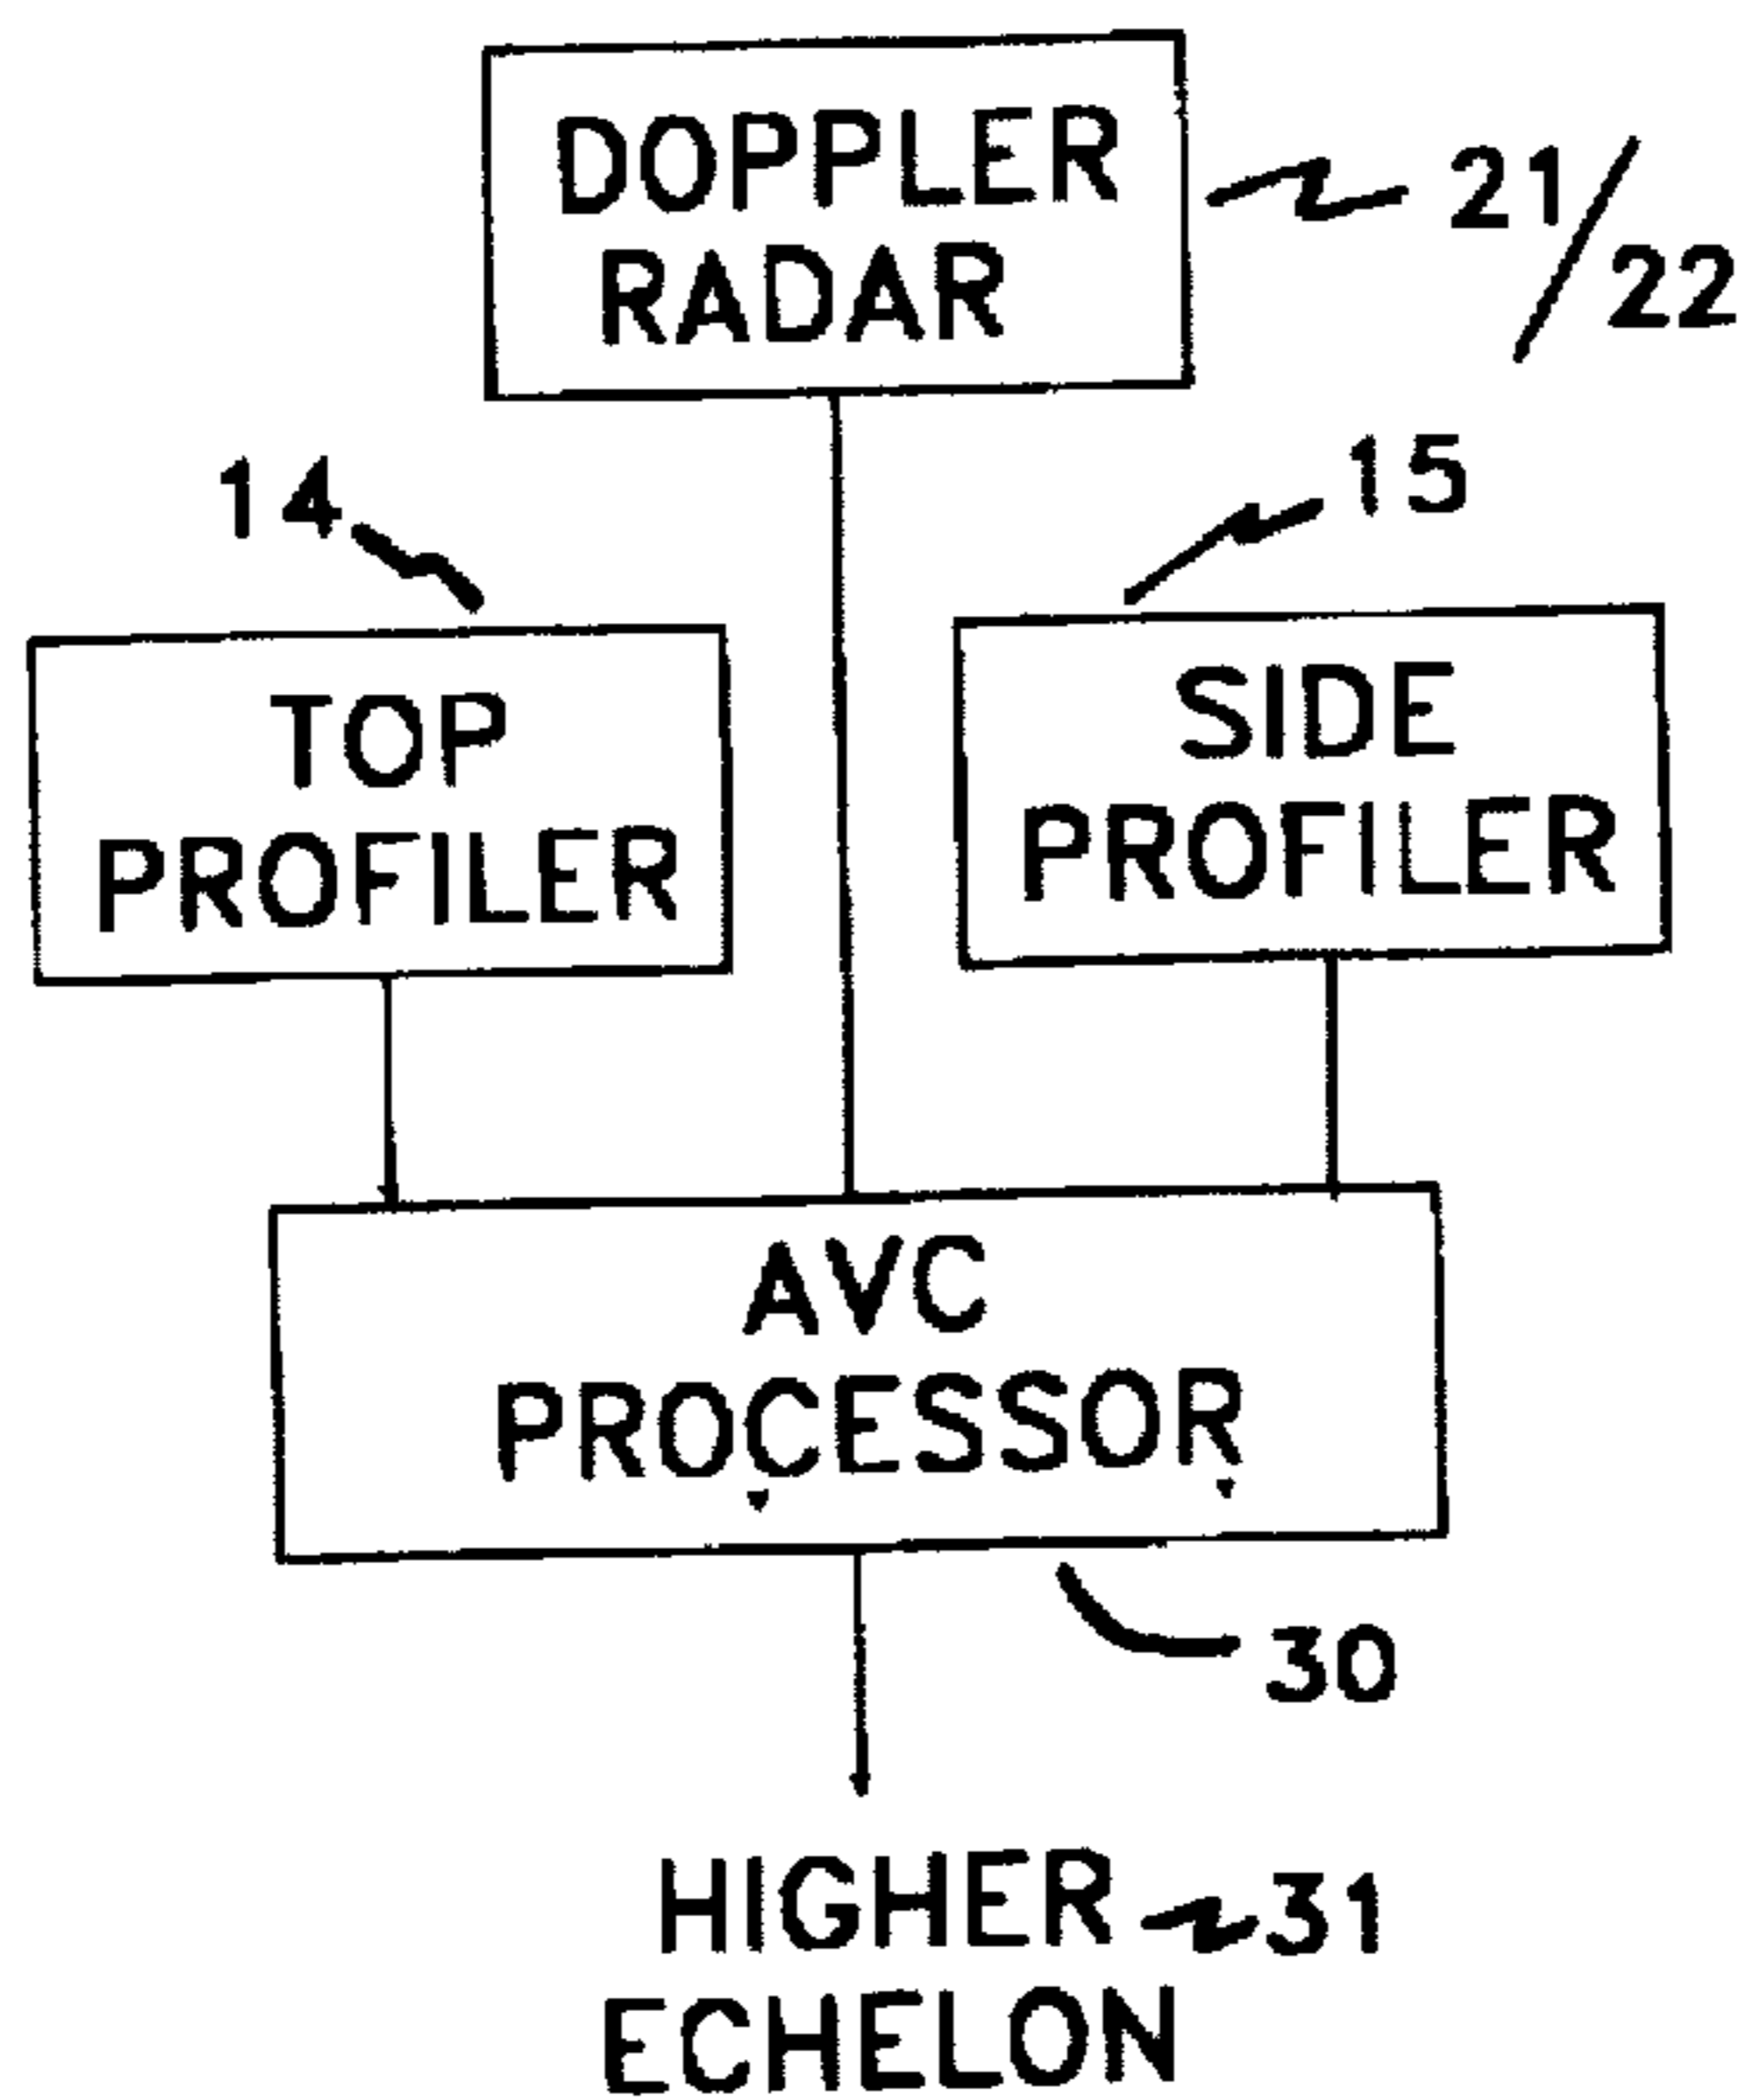 DOPPLER
RADAR
21/22
14
15
TOP
PROFILER
SIDE
PROFILER
AVC
PROCESSOR
30
HIGHER
31
ECHELON